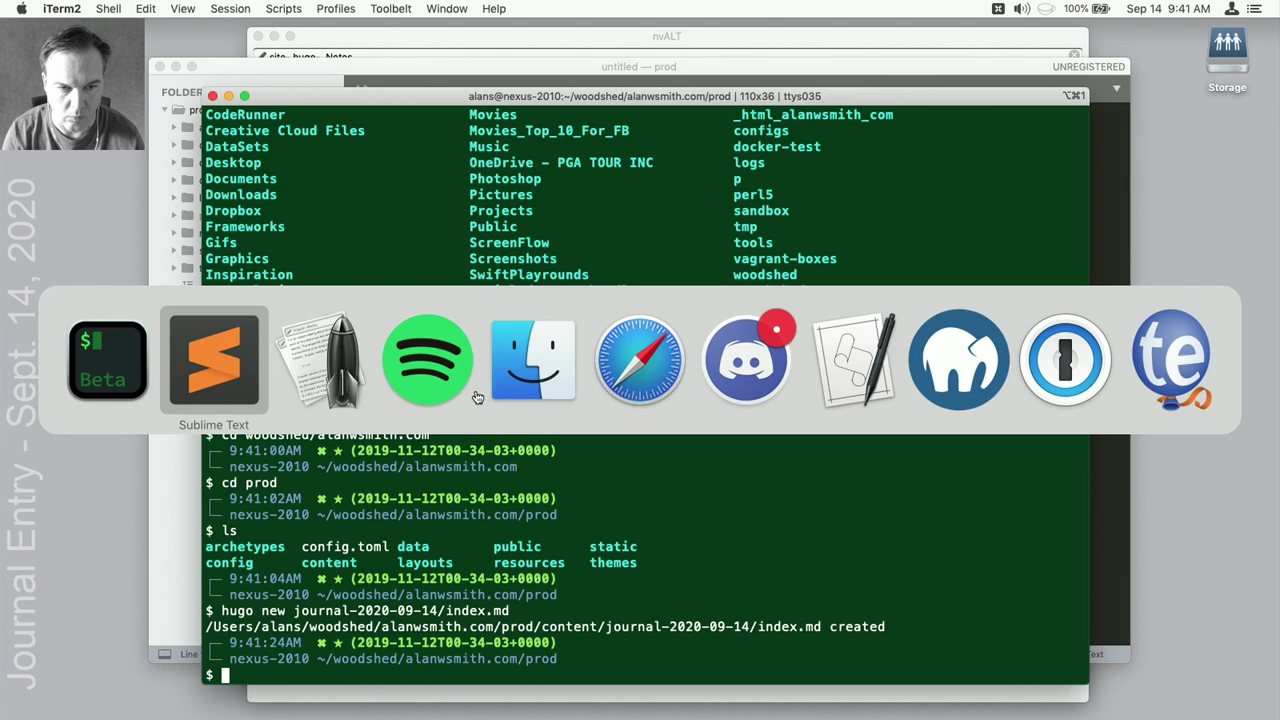 iTerm2 Shell Edit View Session Scripts Profiles Toolbelt Window Help 100% Sep 14 9:41 AM
nvALT
untitled — prod UNREGISTERED
alans@nexus-2010:~/woodshed/alanwsmith.com/prod | 110x36 | ttys035 ⌥⌘1
Storage
CodeRunner Movies _html_alanwsmith_com
Creative Cloud Files Movies_Top_10_For_FB configs
DataSets Music docker-test
Desktop OneDrive - PGA TOUR INC logs
Documents Photoshop p
Downloads Pictures perl5
Dropbox Projects sandbox
Frameworks Public tmp
Gifs ScreenFlow tools
Graphics Screenshots vagrant-boxes
Inspiration SwiftPlayrounds woodshed
$
Beta
te
Sublime Text
$ cd woodshed/alanwsmith.com
9:41:00AM ✖ ★ (2019-11-12T00-34-03+0000)
nexus-2010 ~/woodshed/alanwsmith.com
$ cd prod
9:41:02AM ✖ ★ (2019-11-12T00-34-03+0000)
nexus-2010 ~/woodshed/alanwsmith.com/prod
$ ls
archetypes config.toml data public static
config content layouts resources themes
9:41:04AM ✖ ★ (2019-11-12T00-34-03+0000)
nexus-2010 ~/woodshed/alanwsmith.com/prod
$ hugo new journal-2020-09-14/index.md
/Users/alans/woodshed/alanwsmith.com/prod/content/journal-2020-09-14/index.md created
9:41:24AM ✖ ★ (2019-11-12T00-34-03+0000)
nexus-2010 ~/woodshed/alanwsmith.com/prod
$
Line
Journal Entry - Sept. 14, 2020